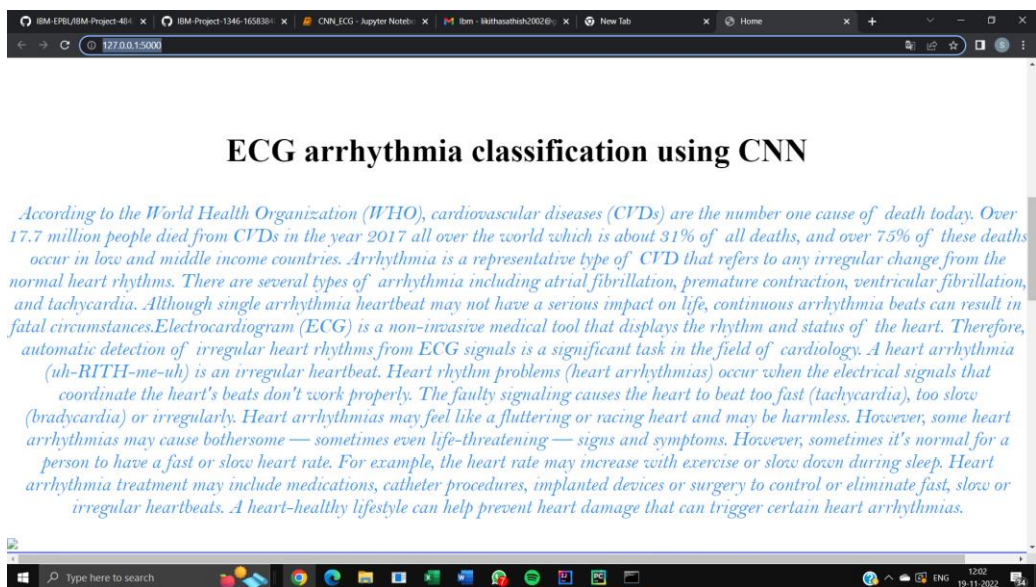 IBM-EPBL/IBM-Project-484
IBM-Project-1346-1658384
CNN_ECG - Jupyter Notebo
Ibm - likithasathish2002@
New Tab
Home
127.0.0.1:5000
S
ECG arrhythmia classification using CNN
According to the World Health Organization (WHO), cardiovascular diseases (CVDs) are the number one cause of death today. Over
17.7 million people died from CVDs in the year 2017 all over the world which is about 31% of all deaths, and over 75% of these deaths
occur in low and middle income countries. Arrhythmia is a representative type of CVD that refers to any irregular change from the
normal heart rhythms. There are several types of arrhythmia including atrial fibrillation, premature contraction, ventricular fibrillation,
and tachycardia. Although single arrhythmia heartbeat may not have a serious impact on life, continuous arrhythmia beats can result in
fatal circumstances.Electrocardiogram (ECG) is a non-invasive medical tool that displays the rhythm and status of the heart. Therefore,
automatic detection of irregular heart rhythms from ECG signals is a significant task in the field of cardiology. A heart arrhythmia
(uh-RITH-me-uh) is an irregular heartbeat. Heart rhythm problems (heart arrhythmias) occur when the electrical signals that
coordinate the heart's beats don't work properly. The faulty signaling causes the heart to beat too fast (tachycardia), too slow
(bradycardia) or irregularly. Heart arrhythmias may feel like a fluttering or racing heart and may be harmless. However, some heart
arrhythmias may cause bothersome — sometimes even life-threatening — signs and symptoms. However, sometimes it's normal for a
person to have a fast or slow heart rate. For example, the heart rate may increase with exercise or slow down during sleep. Heart
arrhythmia treatment may include medications, catheter procedures, implanted devices or surgery to control or eliminate fast, slow or
irregular heartbeats. A heart-healthy lifestyle can help prevent heart damage that can trigger certain heart arrhythmias.
Type here to search
ENG
12:02
19-11-2022